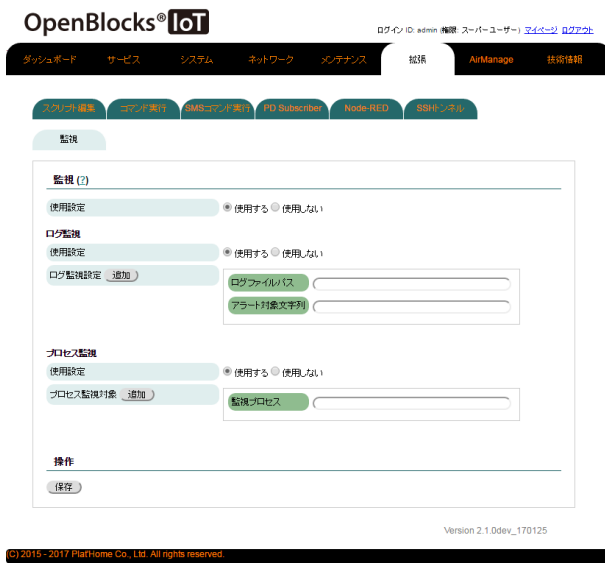 OpenBlocks® IoT
ログインID: admin (権限: スーパーユーザー) マイページ ログアウト
ダッシュボード サービス システム ネットワーク メンテナンス 拡張 AirManage 技術情報
スクリプト編集 コマンド実行 SMSコマンド実行 PD Subscriber Node-RED SSHトンネル
監視
監視 (?)
使用設定 使用する 使用しない
ログ監視
使用設定 使用する 使用しない
ログ監視設定 追加 ログファイルパス
アラート対象文字列
プロセス監視
使用設定 使用する 使用しない
プロセス監視対象 追加 監視プロセス
操作
保存
Version 2.1.0dev_170125
(C) 2015 - 2017 Plat'Home Co., Ltd. All rights reserved.